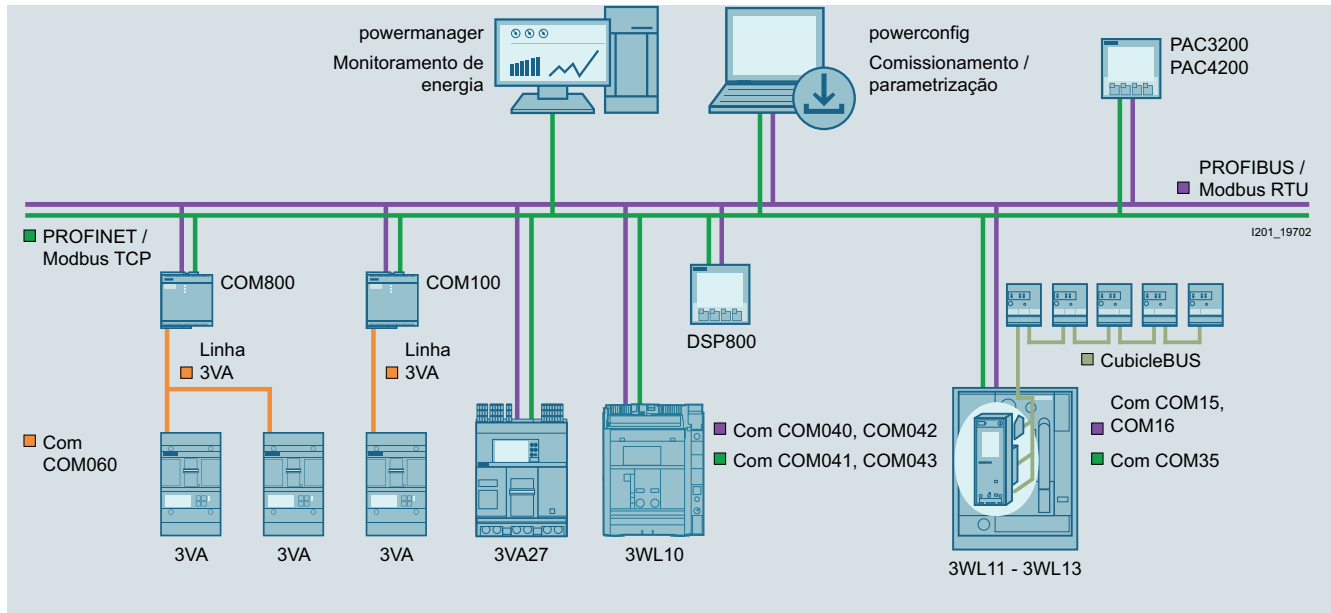 powermanager
Monitoramento de
energia
powerconfig
Comissionamento /
parametrização
PAC3200
PAC4200
PROFIBUS /
Modbus RTU
I201_19702
PROFINET /
Modbus TCP
COM800
COM100
Linha
3VA
Linha
3VA
DSP800
CubicleBUS
Com
COM060
Com COM040, COM042
Com COM041, COM043
Com COM15,
COM16
Com COM35
3VA
3VA
3VA
3VA27
3WL10
3WL11 - 3WL13